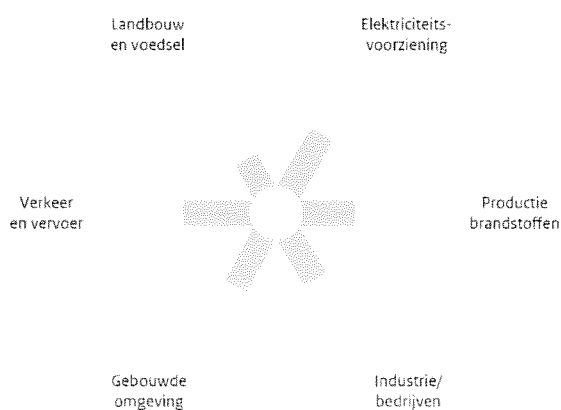 Landbouw
en voedsel
Elektriciteits-
voorziening
Verkeer
en vervoer
Productie
brandstoffen
Gebouwde
omgeving
Industrie/
bedrijven